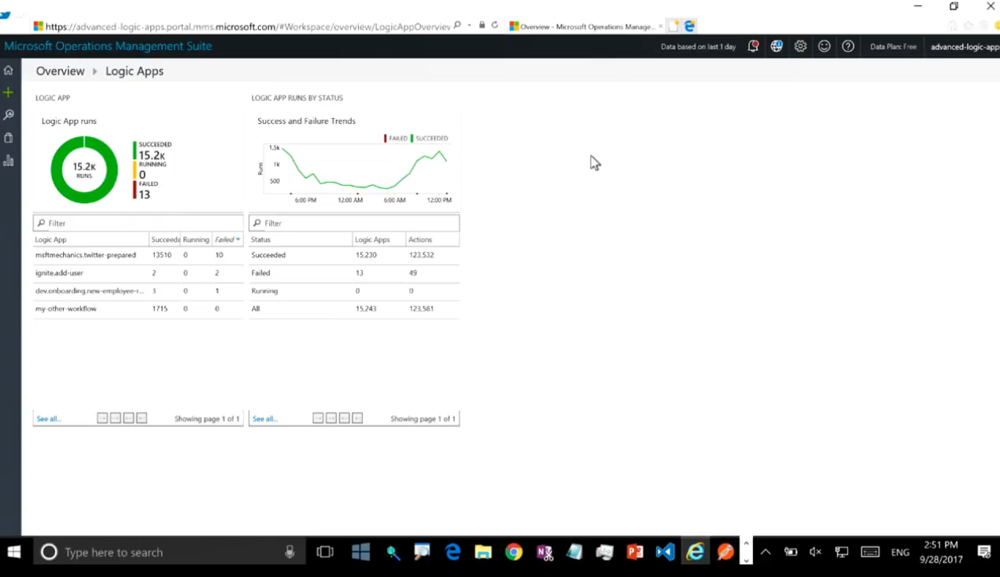 https://advanced-logic-apps.portal.mms.microsoft.com/#Workspace/overview/LogicAppOverview
Overview - Microsoft Operations Manage...
Microsoft Operations Management Suite
Data based on last 1 day
Data Plan: Free
advanced-logic-app
Overview
Logic Apps
LOGIC APP
LOGIC APP RUNS BY STATUS
Logic App runs
15.2K
RUNS
SUCCEEDED
15.2K
RUNNING
0
FAILED
13
Success and Failure Trends
FAILED SUCCEEDED
Runs
1.5k
1k
500
6:00 PM 12:00 AM 6:00 AM 12:00 PM
Filter
Logic App Succeede Running Failed
msftmechanics.twitter-prepared 13510 0 10
ignite.add-user 2 0 2
dev.onboarding.new-employee-r... 3 0 1
my-other-workflow 1715 0 0
See all...
Showing page 1 of 1
Filter
Status Logic Apps Actions
Succeeded 15,230 123,532
Failed 13 49
Running 0 0
All 15,243 123,581
See all...
Showing page 1 of 1
Type here to search
ENG
2:51 PM
9/28/2017